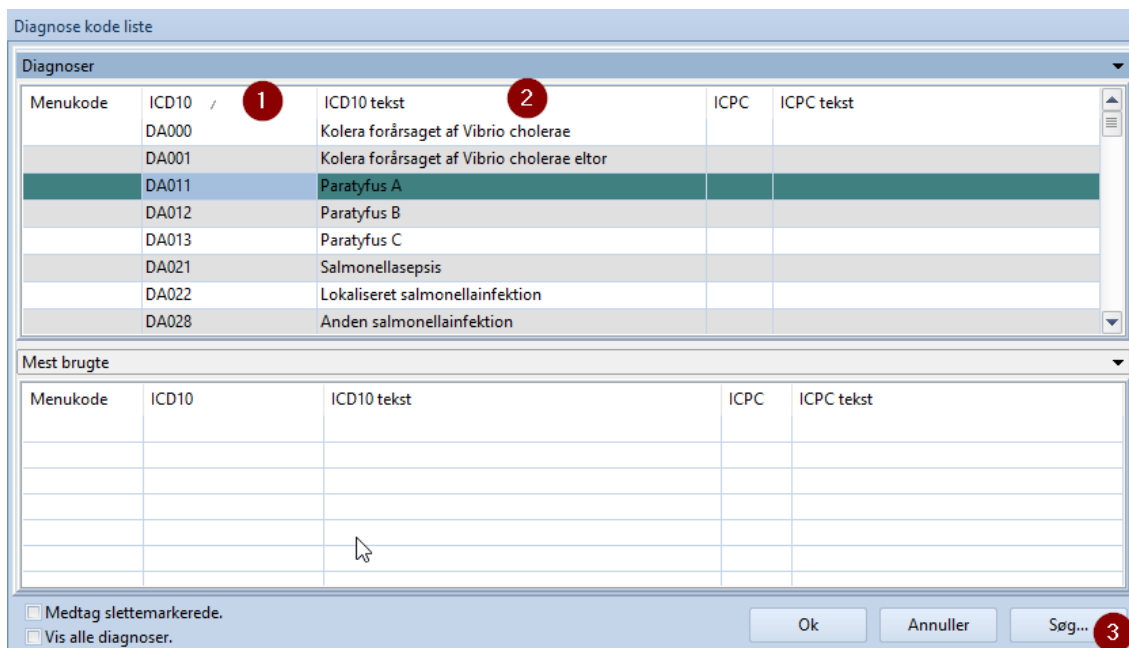 Diagnose kode liste
Diagnoser
Menukode ICD10 / 1 ICD10 tekst 2 ICPC ICPC tekst
DA000 Kolera forårsaget af Vibrio cholerae
DA001 Kolera forårsaget af Vibrio cholerae eltor
DA011 Paratyfus A
DA012 Paratyfus B
DA013 Paratyfus C
DA021 Salmonellasepsis
DA022 Lokaliseret salmonellainfektion
DA028 Anden salmonellainfektion
Mest brugte
Menukode ICD10 ICD10 tekst ICPC ICPC tekst
Medtag slettemarkerede.
Vis alle diagnoser.
Ok Annuller Søg... 3